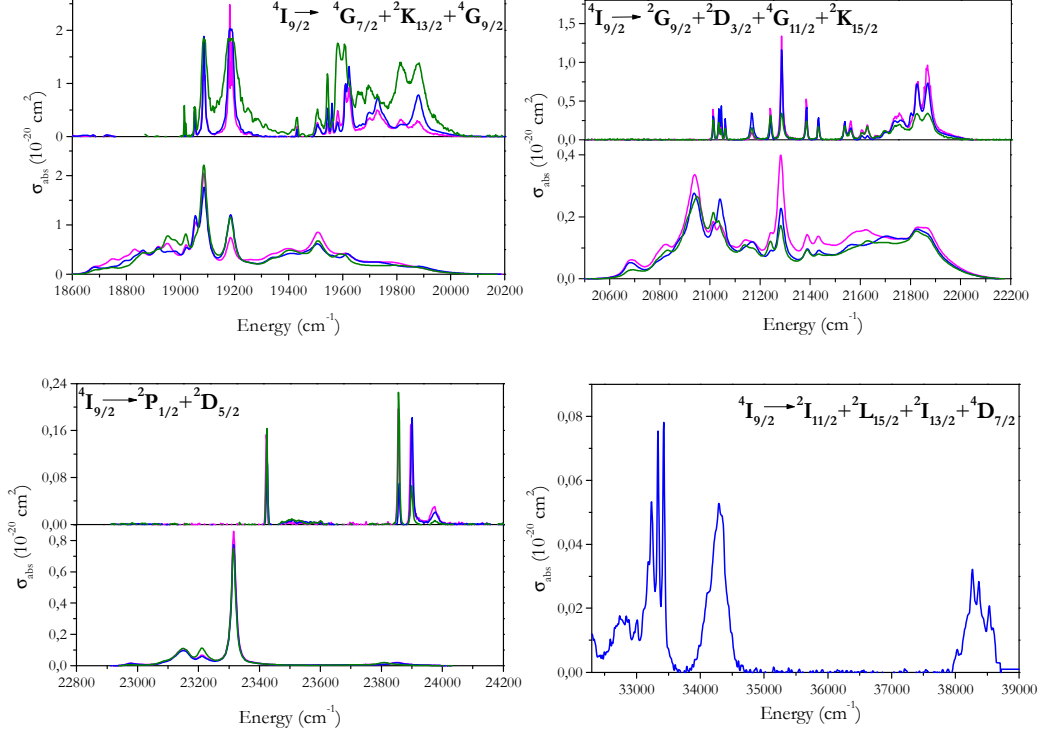 ⁴I₉/₂ → ⁴G₇/₂+²K₁₃/₂+⁴G₉/₂
2
1
0
2
1
0
σabs (10⁻²⁰ cm²)
18600 18800 19000 19200 19400 19600 19800 20000 20200
Energy (cm⁻¹)
⁴I₉/₂ → ²G₉/₂+²D₃/₂+⁴G₁₁/₂+²K₁₅/₂
1,5
1,0
0,5
0,0
0,4
0,2
0,0
σabs (10⁻²⁰ cm²)
20600 20800 21000 21200 21400 21600 21800 22000 22200
Energy (cm⁻¹)
⁴I₉/₂ → ²P₁/₂+²D₅/₂
0,24
0,16
0,08
0,00
0,8
0,6
0,4
0,2
0,0
σabs (10⁻²⁰ cm²)
22800 23000 23200 23400 23600 23800 24000 24200
Energy (cm⁻¹)
⁴I₉/₂ → ²I₁₁/₂+²L₁₅/₂+²I₁₃/₂+⁴D₇/₂
0,08
0,06
0,04
0,02
0,00
σabs (10⁻²⁰ cm²)
33000 34000 35000 36000 37000 38000 39000
Energy (cm⁻¹)